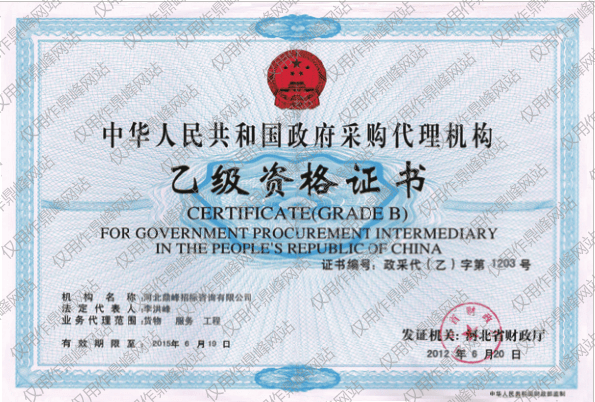 中华人民共和国政府采购代理机构
乙级资格证书
CERTIFICATE(GRADE B)
FOR GOVERNMENT PROCUREMENT INTERMEDIARY
IN THE PEOPLE'S REPUBLIC OF CHINA
证书编号：政采代（乙）字第 1203 号
机构名称：河北鼎峰招标咨询有限公司
法定代表人：李洪峰
业务代理范围：货物 服务 工程
有效期限至：2015年 6 月 19 日
发证机关：河北省财政厅
2012 年 6 月 20 日
中华人民共和国财政部监制
仅用作鼎峰网站